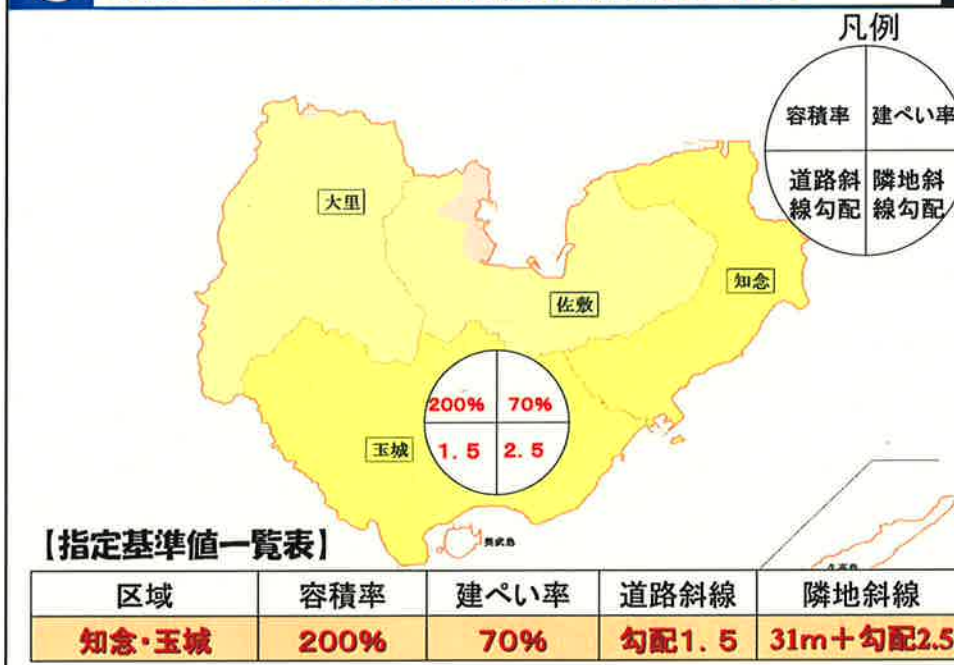 凡例
容積率 建ぺい率
道路斜線勾配 隣地斜線勾配
大里
知念
佐敷
200% 70%
1.5 2.5
玉城
奥武島
【指定基準値一覧表】
区域 容積率 建ぺい率 道路斜線 隣地斜線
知念・玉城 200% 70% 勾配1.5 31m+勾配2.5